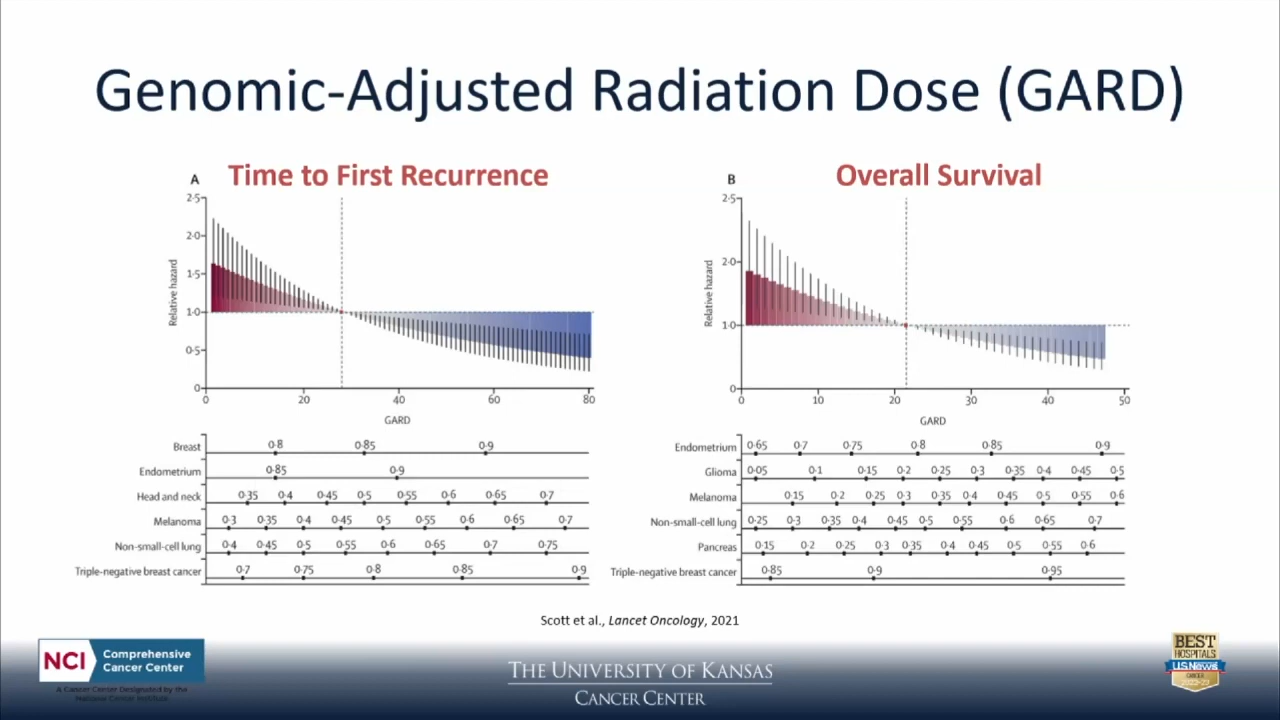 Genomic-Adjusted Radiation Dose (GARD)
A
Time to First Recurrence
2·5
2·0
1·5
1·0
0·5
0
Relative hazard
0 20 40 60 80
GARD
Breast 0·8 0·85 0·9
Endometrium 0·85 0·9
Head and neck 0·35 0·4 0·45 0·5 0·55 0·6 0·65 0·7
Melanoma 0·3 0·35 0·4 0·45 0·5 0·55 0·6 0·65 0·7
Non-small-cell lung 0·4 0·45 0·5 0·55 0·6 0·65 0·7 0·75
Triple-negative breast cancer 0·7 0·75 0·8 0·85 0·9
B
Overall Survival
2·5
2·0
1·0
0
Relative hazard
0 10 20 30 40 50
GARD
Endometrium 0·65 0·7 0·75 0·8 0·85 0·9
Glioma 0·05 0·1 0·15 0·2 0·25 0·3 0·35 0·4 0·45 0·5
Melanoma 0·15 0·2 0·25 0·3 0·35 0·4 0·45 0·5 0·55 0·6
Non-small-cell lung 0·25 0·3 0·35 0·4 0·45 0·5 0·55 0·6 0·65 0·7
Pancreas 0·15 0·2 0·25 0·3 0·35 0·4 0·45 0·5 0·55 0·6
Triple-negative breast cancer 0·85 0·9 0·95
Scott et al., Lancet Oncology, 2021
NCI
Comprehensive
Cancer Center
A Cancer Center Designated by the
National Cancer Institute
THE UNIVERSITY OF KANSAS
CANCER CENTER
BEST
HOSPITALS
U.S.News
CANCER